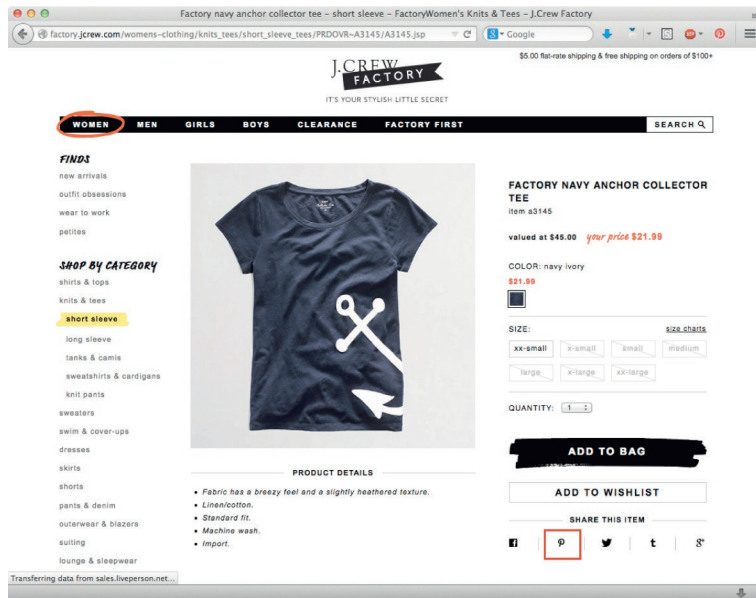 Factory navy anchor collector tee – short sleeve – FactoryWomen's Knits & Tees – J.Crew Factory
factory.jcrew.com/womens-clothing/knits_tees/short_sleeve_tees/PRDOVR~A3145/A3145.jsp
Google
$5.00 flat-rate shipping & free shipping on orders of $100+
J.CREW
FACTORY
IT'S YOUR STYLISH LITTLE SECRET
WOMEN MEN GIRLS BOYS CLEARANCE FACTORY FIRST SEARCH
FINDS
new arrivals
outfit obsessions
wear to work
petites
SHOP BY CATEGORY
shirts & tops
knits & tees
short sleeve
long sleeve
tanks & camis
sweatshirts & cardigans
knit pants
sweaters
swim & cover-ups
dresses
skirts
shorts
pants & denim
outerwear & blazers
suiting
lounge & sleepwear
PRODUCT DETAILS
• Fabric has a breezy feel and a slightly heathered texture.
• Linen/cotton.
• Standard fit.
• Machine wash.
• Import.
FACTORY NAVY ANCHOR COLLECTOR
TEE
item a3145
valued at $45.00 your price $21.99
COLOR: navy ivory
$21.99
SIZE: size charts
xx-small x-small small medium
large x-large xx-large
QUANTITY: 1
ADD TO BAG
ADD TO WISHLIST
SHARE THIS ITEM
Transferring data from sales.liveperson.net...